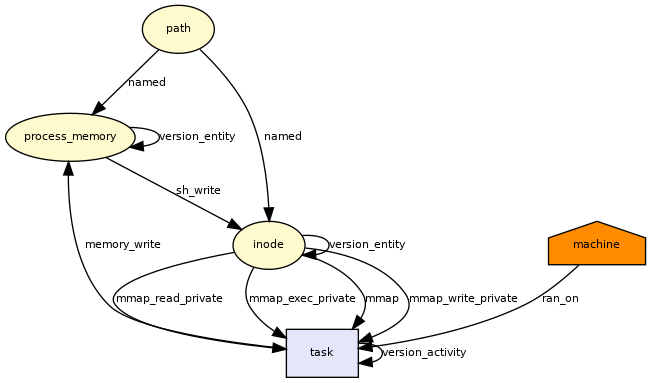 path
named
process_memory
version_entity
named
sh_write
memory_write
inode
version_entity
machine
mmap_read_private
mmap_exec_private
mmap
mmap_write_private
ran_on
task
version_activity